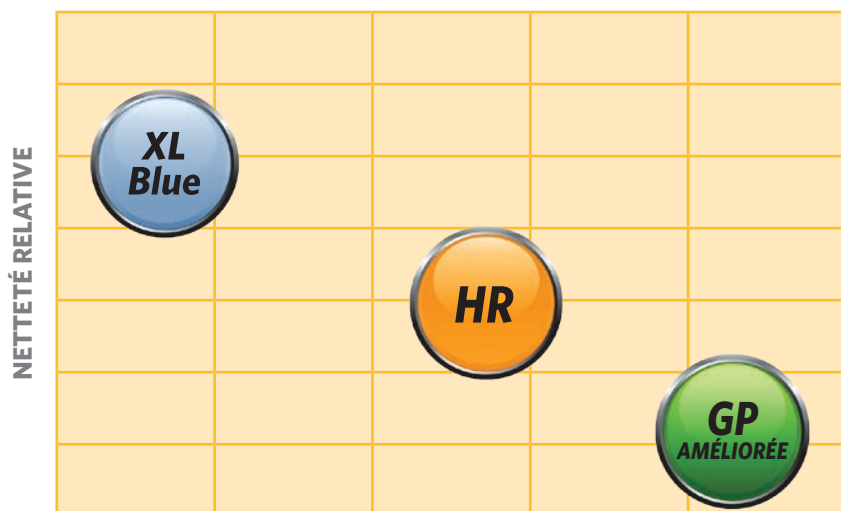 NETTETÉ RELATIVE
XL
Blue
HR
GP
AMÉLIORÉE